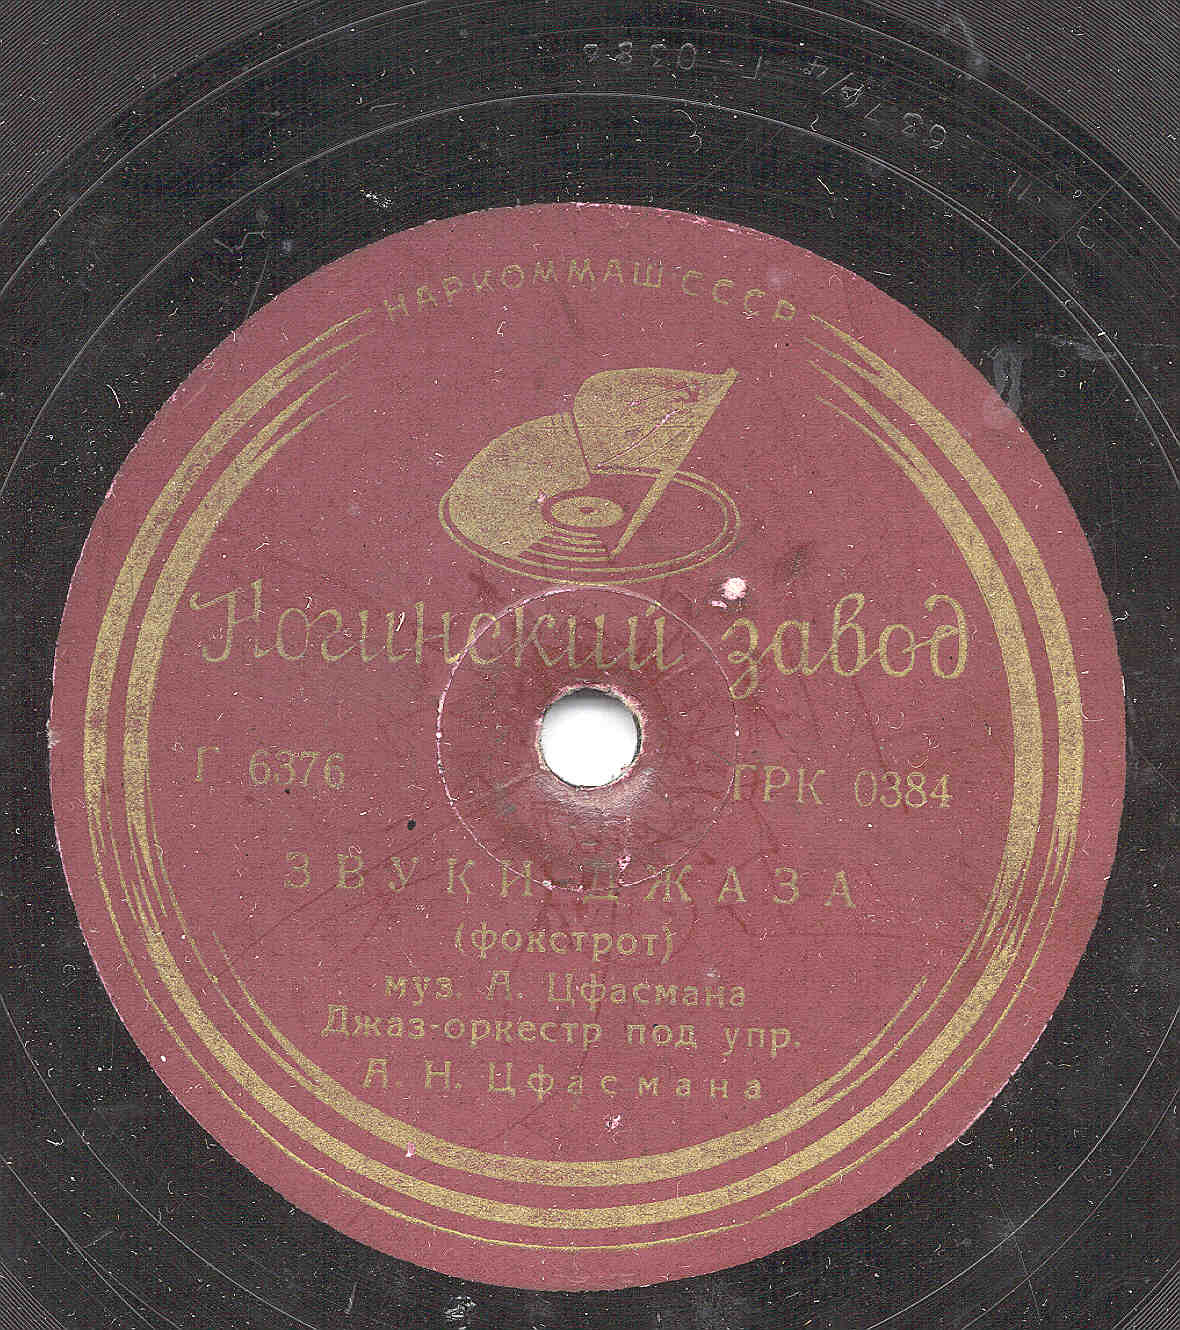 НАРКОММАШ СССР
Ногинский завод
Г 6376
ГРК 0384
ЗВУКИ ДЖАЗА
(фокстрот)
муз. А. Цфасмана
Джаз-оркестр под упр.
А. Н. Цфасмана